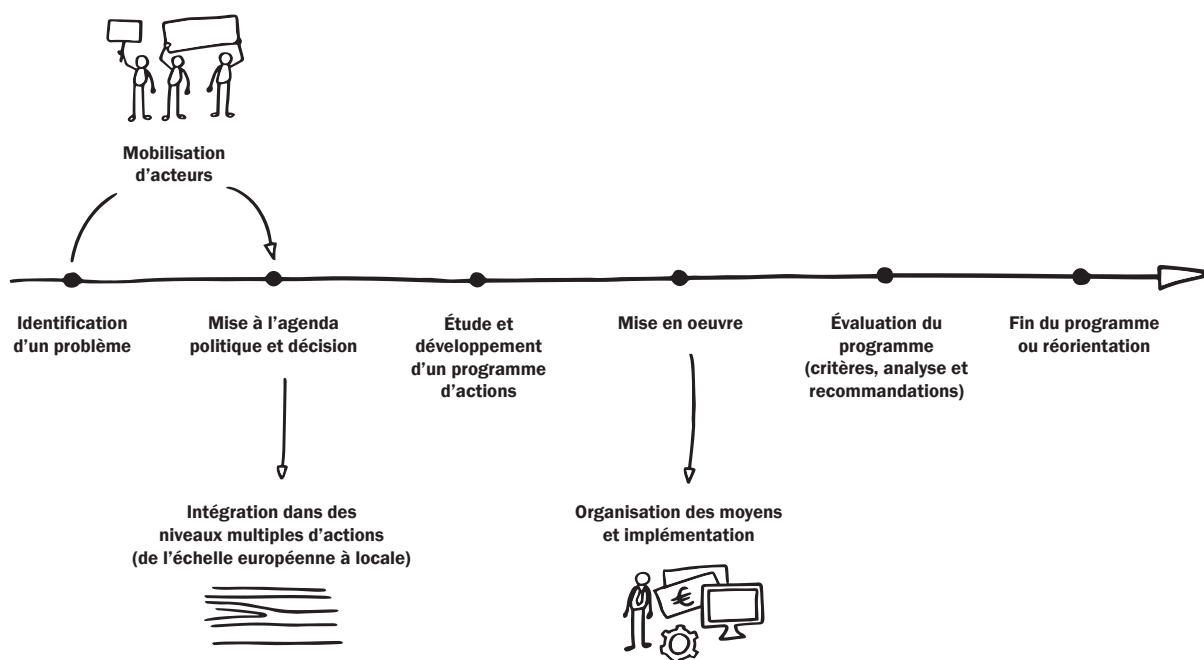 Mobilisation
d’acteurs
Identification
d’un problème
Mise à l’agenda
politique et décision
Étude et
développement
d’un programme
d’actions
Mise en oeuvre
Évaluation du
programme
(critères, analyse et
recommandations)
Fin du programme
ou réorientation
Intégration dans des
niveaux multiples d’actions
(de l’échelle européenne à locale)
Organisation des moyens
et implémentation
€